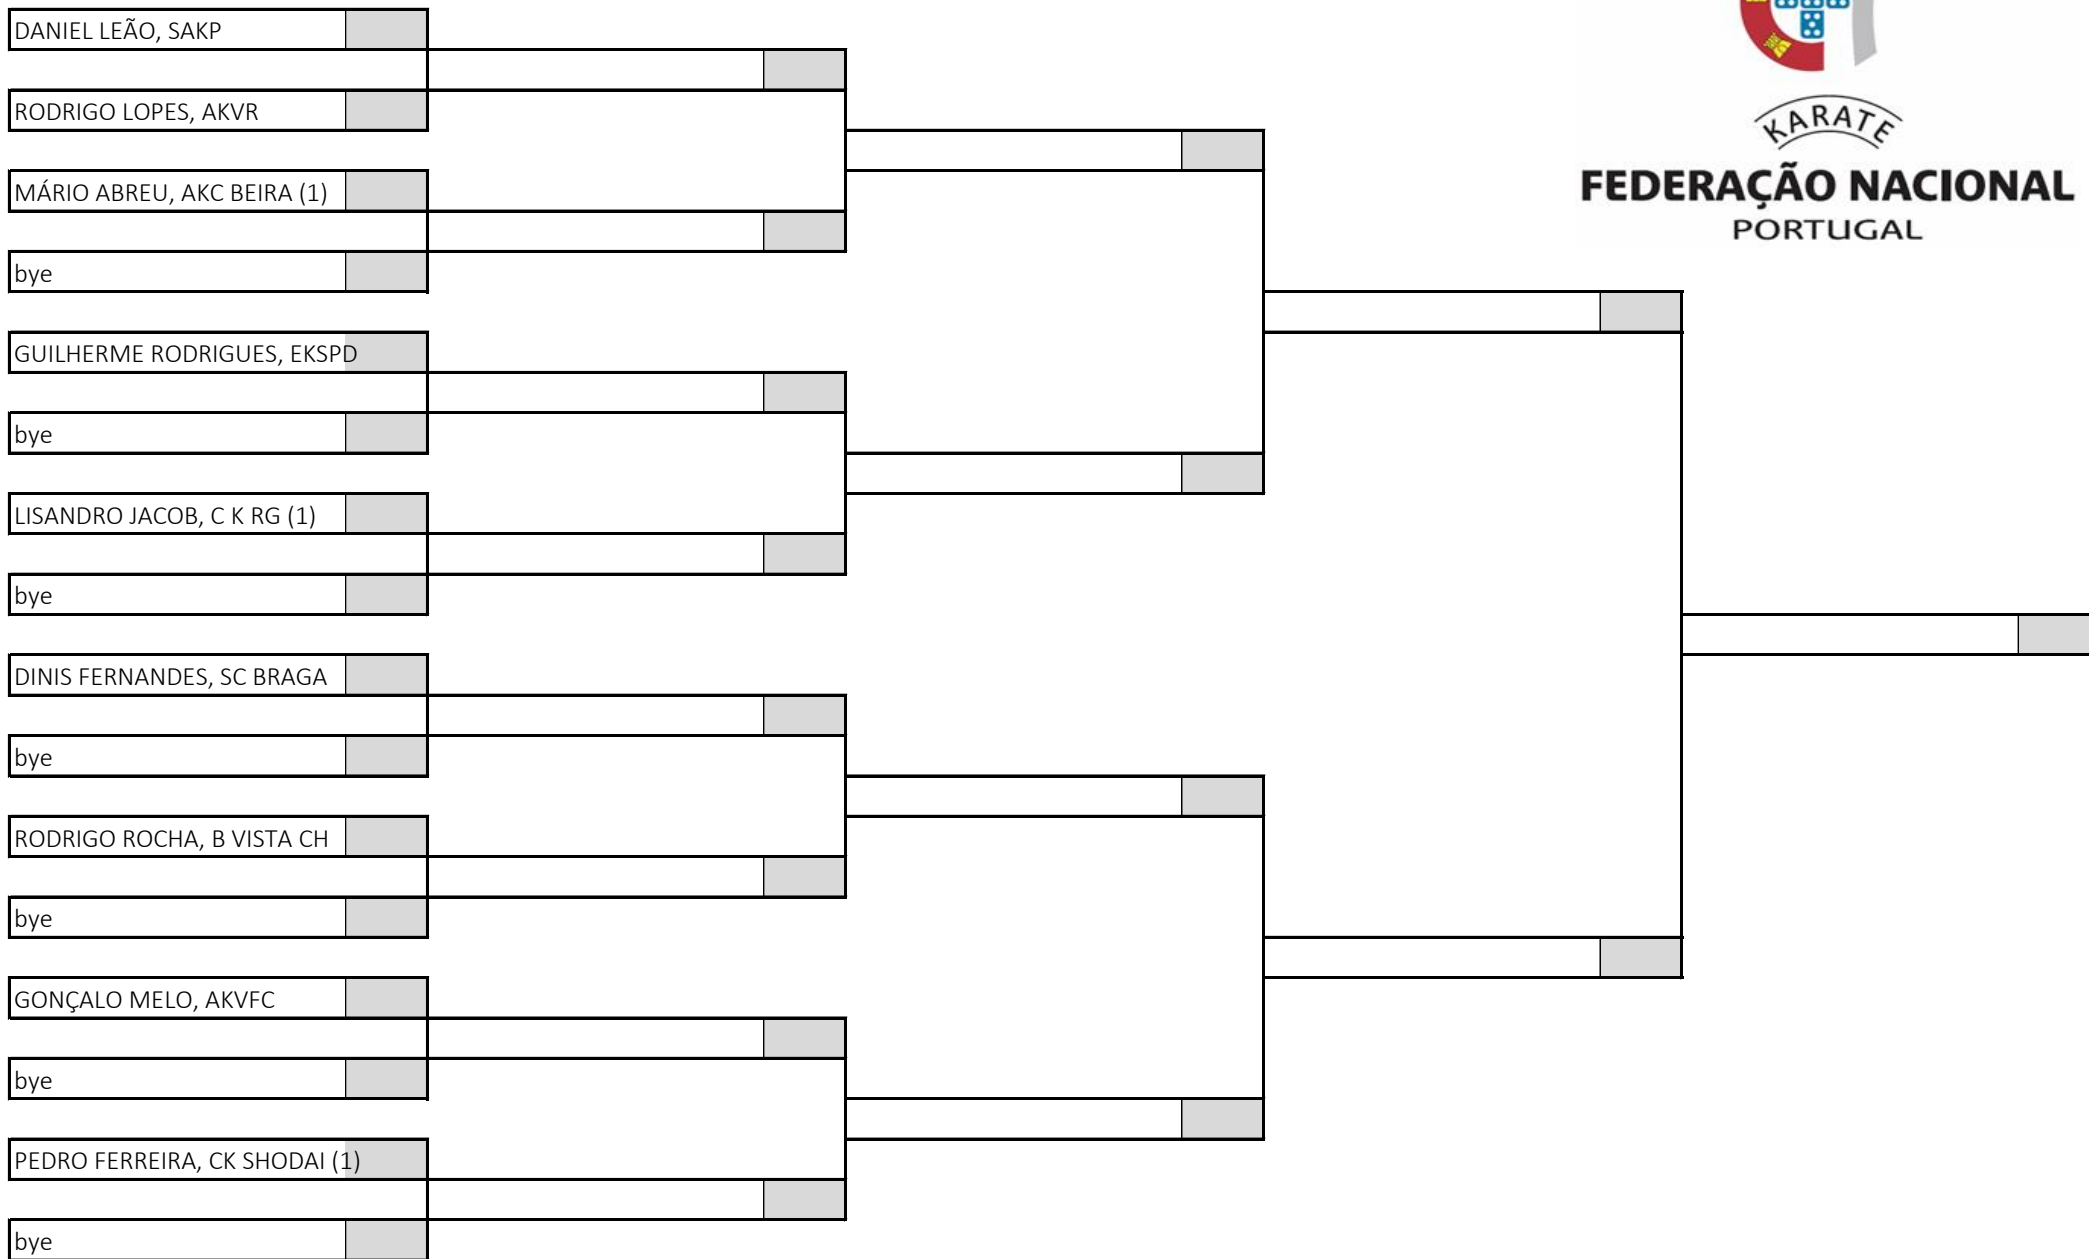 DANIEL LEÃO, SAKP
RODRIGO LOPES, AKVR
MÁRIO ABREU, AKC BEIRA (1)
bye
GUILHERME RODRIGUES, EKSPD
bye
LISANDRO JACOB, C K RG (1)
bye
DINIS FERNANDES, SC BRAGA
bye
RODRIGO ROCHA, B VISTA CH
bye
GONÇALO MELO, AKVFC
bye
PEDRO FERREIRA, CK SHODAI (1)
bye
KARATE
FEDERAÇÃO NACIONAL
PORTUGAL